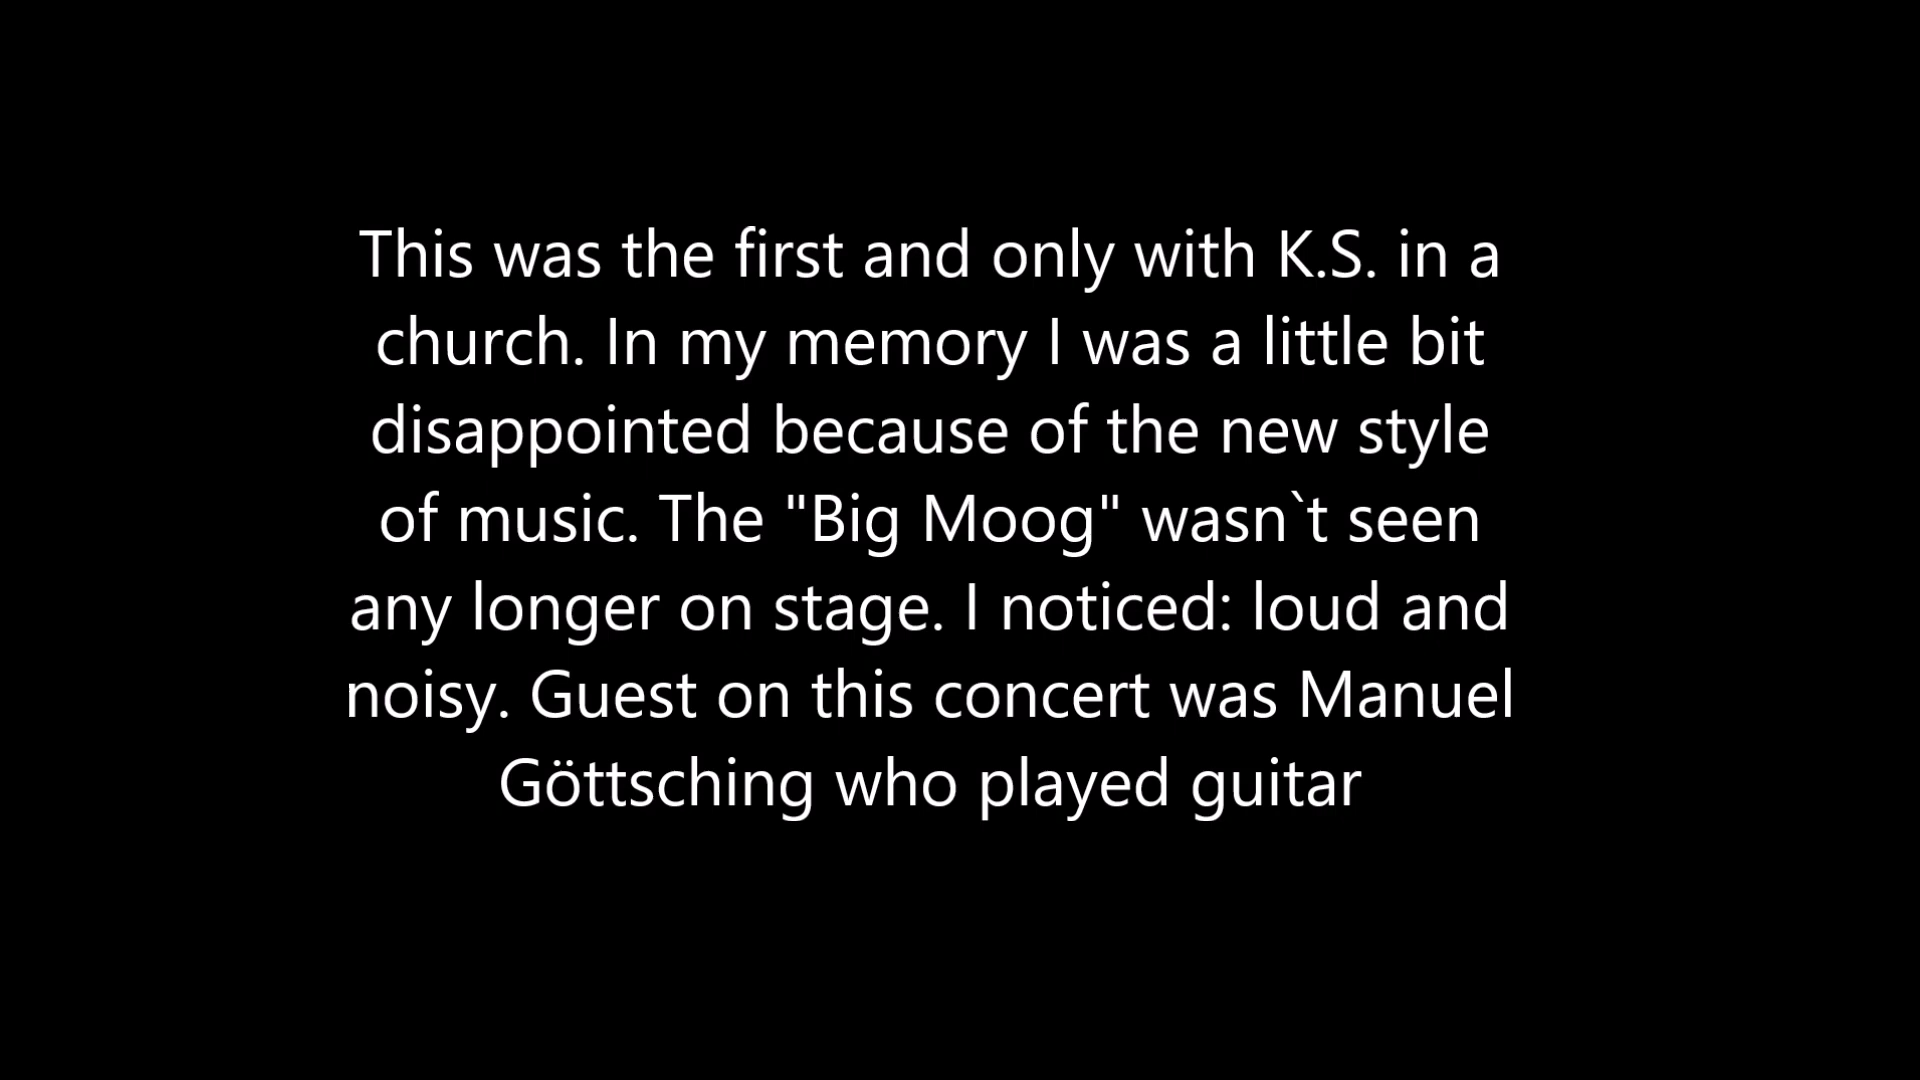 This was the first and only with K.S. in a
church. In my memory I was a little bit
disappointed because of the new style
of music. The "Big Moog" wasn`t seen
any longer on stage. I noticed: loud and
noisy. Guest on this concert was Manuel
Göttsching who played guitar